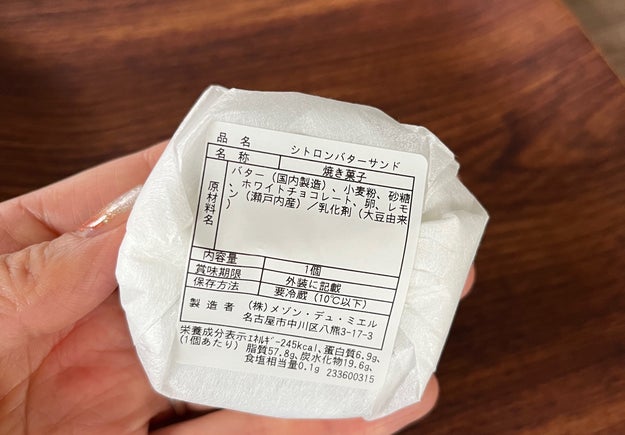 品名 シトロンバターサンド
名称 焼き菓子
原材料名 バター（国内製造）、小麦粉、砂糖
、ホワイトチョコレート、卵、レモ
ン（瀬戸内産）／乳化剤（大豆由来
）
内容量 1個
賞味期限 外装に記載
保存方法 要冷蔵（10℃以下）
製造者 （株）メゾン・デュ・ミエル
名古屋市中川区八熊3-17-3
栄養成分表示ｴﾈﾙｷﾞｰ245kcal、蛋白質6.9g、
（1個あたり） 脂質57.8g、炭水化物19.6g、
食塩相当量0.1g 233600315